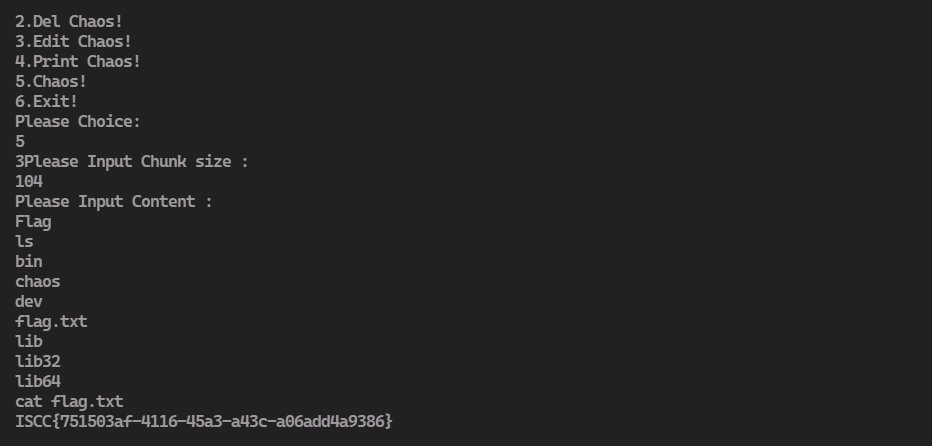 2.Del Chaos!
3.Edit Chaos!
4.Print Chaos!
5.Chaos!
6.Exit!
Please Choice:
5
3Please Input Chunk size :
104
Please Input Content :
Flag
ls
bin
chaos
dev
flag.txt
lib
lib32
lib64
cat flag.txt
ISCC{751503af-4116-45a3-a43c-a06add4a9386}